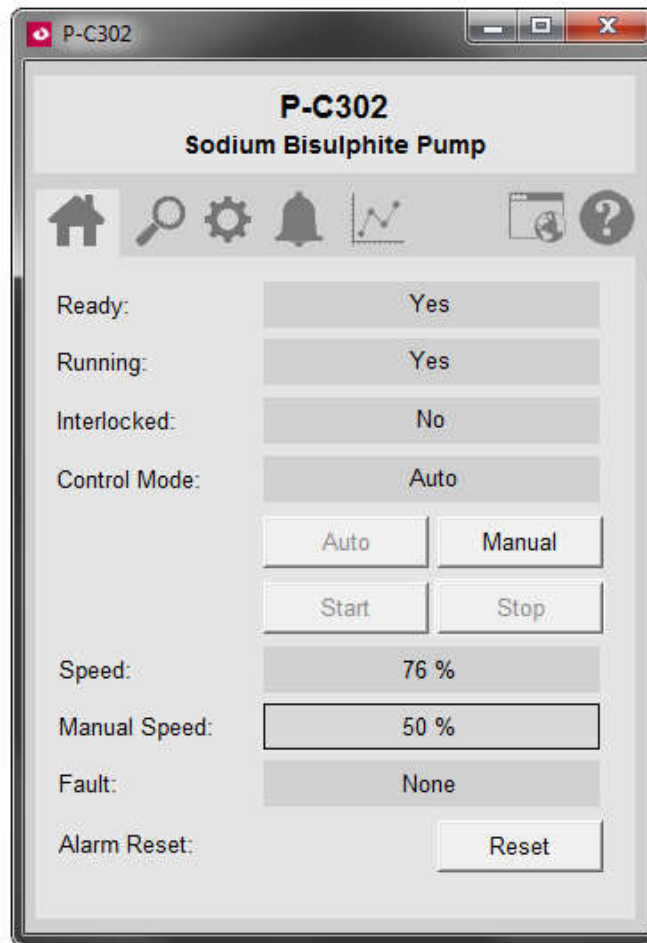 P-C302
P-C302
Sodium Bisulphite Pump
?
Ready: Yes
Running: Yes
Interlocked: No
Control Mode: Auto
Auto Manual
Start Stop
Speed: 76 %
Manual Speed: 50 %
Fault: None
Alarm Reset: Reset